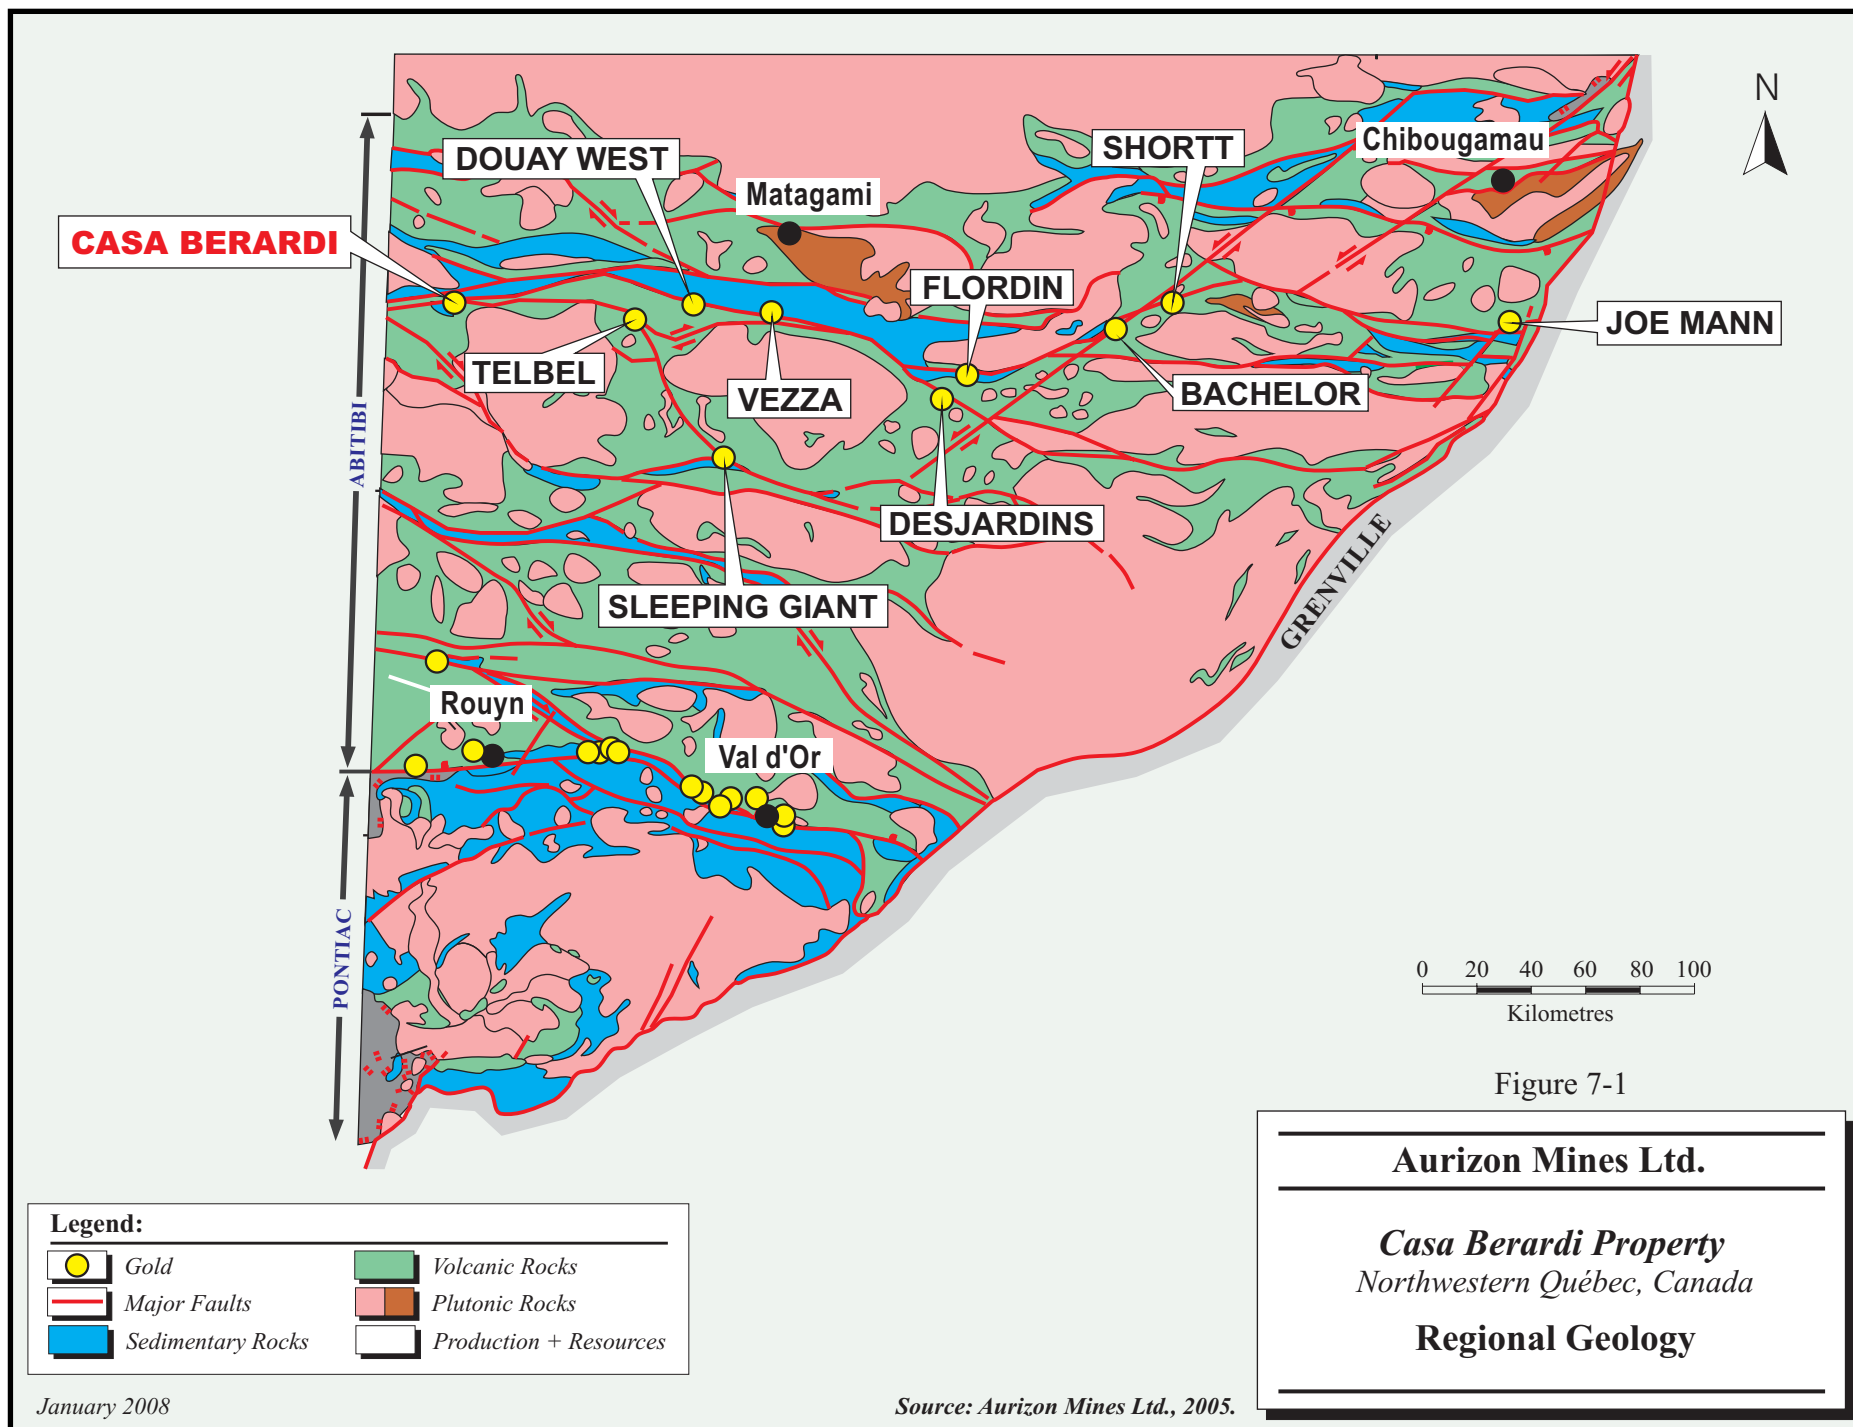 N
Chibougamau
SHORTT
DOUAY WEST
Matagami
CASA BERARDI
FLORDIN
JOE MANN
TELBEL
VEZZA
BACHELOR
ABITIBI
DESJARDINS
GRENVILLE
SLEEPING GIANT
Rouyn
Val d'Or
PONTIAC
0 20 40 60 80 100
Kilometres
Figure 7-1
Aurizon Mines Ltd.
Casa Berardi Property
Northwestern Québec, Canada
Regional Geology
Legend:
Gold
Major Faults
Sedimentary Rocks
Volcanic Rocks
Plutonic Rocks
Production + Resources
January 2008
Source: Aurizon Mines Ltd., 2005.